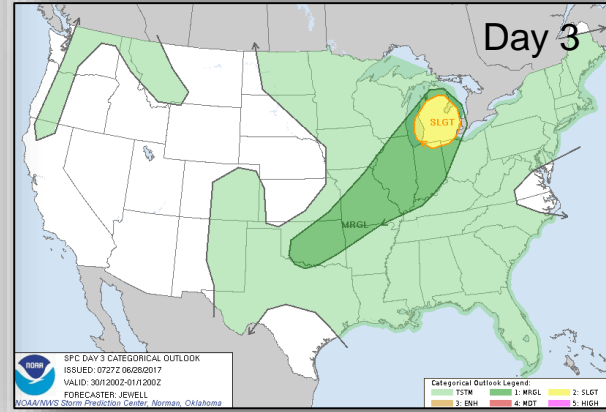 Day 3
SLGT
MRGL
NOAA
SPC DAY 3 CATEGORICAL OUTLOOK
ISSUED: 0727Z 06/28/2017
VALID: 30/1200Z-01/1200Z
FORECASTER: JEWELL
NOAA/NWS Storm Prediction Center, Norman, Oklahoma
Categorical Outlook Legend:
TSTM 1: MRGL 2: SLGT
3: ENH 4: MDT 5: HIGH